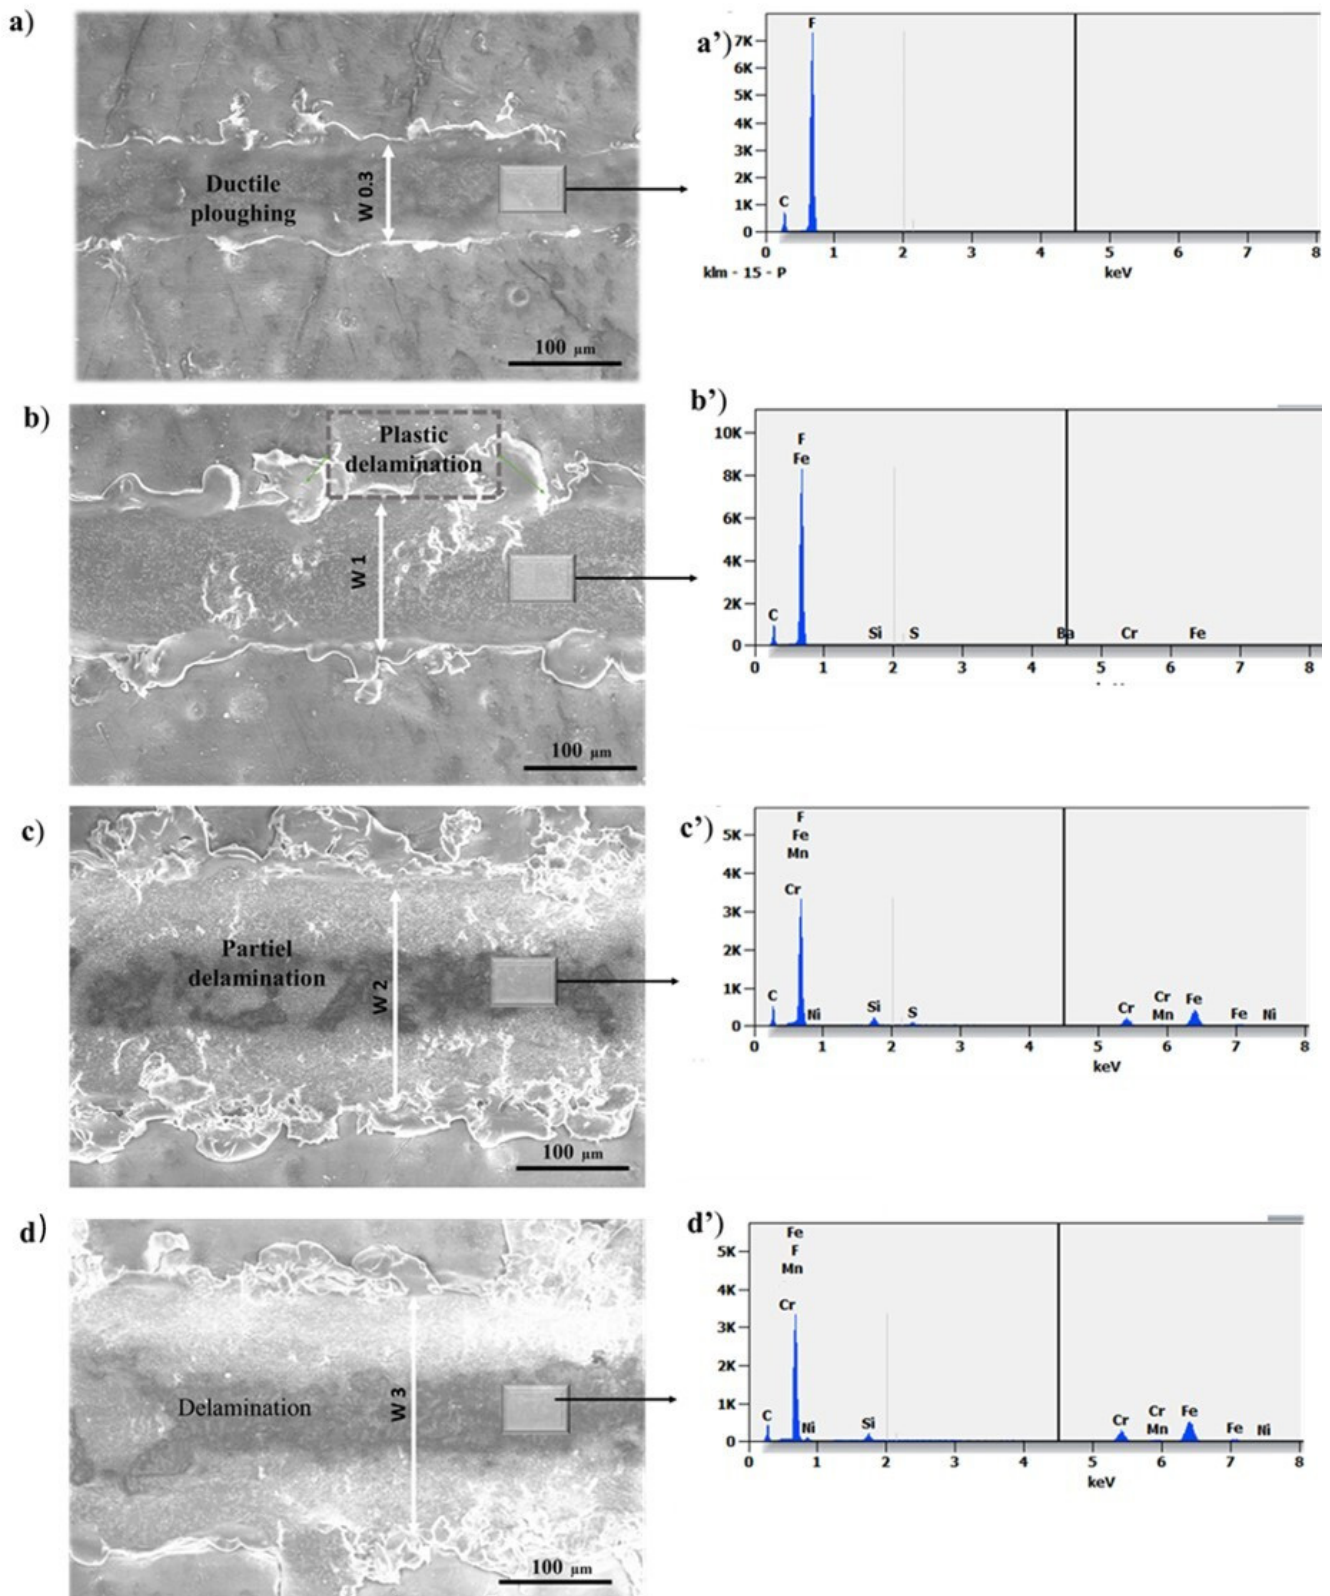 a)
Ductile
ploughing
W 0.3
100 µm
a')
F
7K
6K
5K
4K
3K
2K
1K
0
C
0 1 2 3 4 5 6 7 8
klm - 15 - P
keV
b)
Plastic
delamination
W 1
100 µm
b')
10K
8K
6K
4K
2K
0
F
Fe
C
Si S Ba Cr Fe
0 1 2 3 4 5 6 7 8
c)
Partiel
delamination
W 2
100 µm
c')
5K
4K
3K
2K
1K
0
F
Fe
Mn
Cr
C
Ni
Si
S
Cr
Cr
Mn
Fe
Fe
Ni
0 1 2 3 4 5 6 7 8
keV
d)
Delamination
W 3
100 µm
d')
5K
4K
3K
2K
1K
0
Fe
F
Mn
Cr
C
Ni
Si
Cr
Cr
Mn
Fe
Fe
Ni
0 1 2 3 4 5 6 7 8
keV